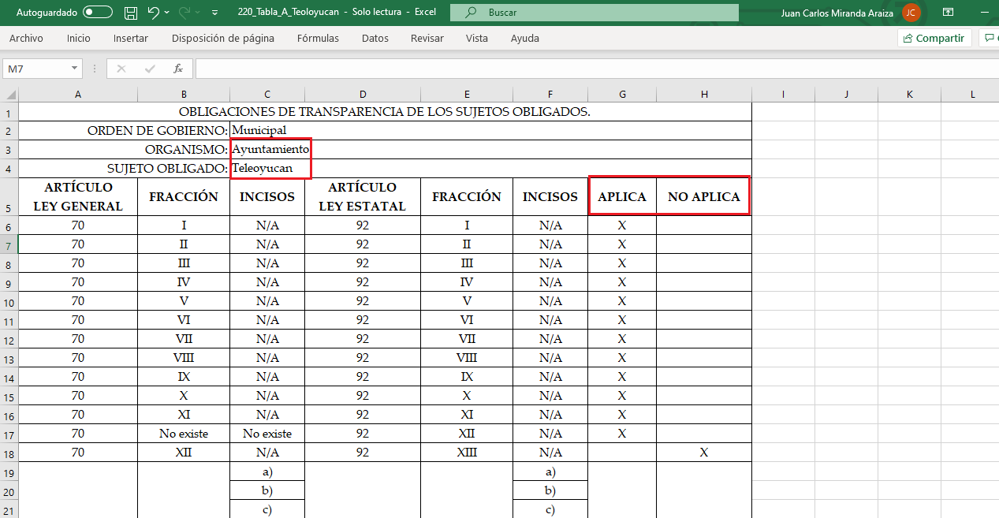 Autoguardado 220_Tabla_A_Teoloyucan - Solo lectura - Excel Buscar Juan Carlos Miranda Araiza JC
Archivo Inicio Insertar Disposición de página Fórmulas Datos Revisar Vista Ayuda Compartir
M7 fx
A B C D E F G H I J K L
1 OBLIGACIONES DE TRANSPARENCIA DE LOS SUJETOS OBLIGADOS.
2 ORDEN DE GOBIERNO: Municipal
3 ORGANISMO: Ayuntamiento
4 SUJETO OBLIGADO: Teleoyucan
ARTÍCULO ARTÍCULO
5 LEY GENERAL FRACCIÓN INCISOS LEY ESTATAL FRACCIÓN INCISOS APLICA NO APLICA
6 70 I N/A 92 I N/A X
7 70 II N/A 92 II N/A X
8 70 III N/A 92 III N/A X
9 70 IV N/A 92 IV N/A X
10 70 V N/A 92 V N/A X
11 70 VI N/A 92 VI N/A X
12 70 VII N/A 92 VII N/A X
13 70 VIII N/A 92 VIII N/A X
14 70 IX N/A 92 IX N/A X
15 70 X N/A 92 X N/A X
16 70 XI N/A 92 XI N/A X
17 70 No existe No existe 92 XII N/A X
18 70 XII N/A 92 XIII N/A X
19 a) a)
20 b) b)
21 c) c)